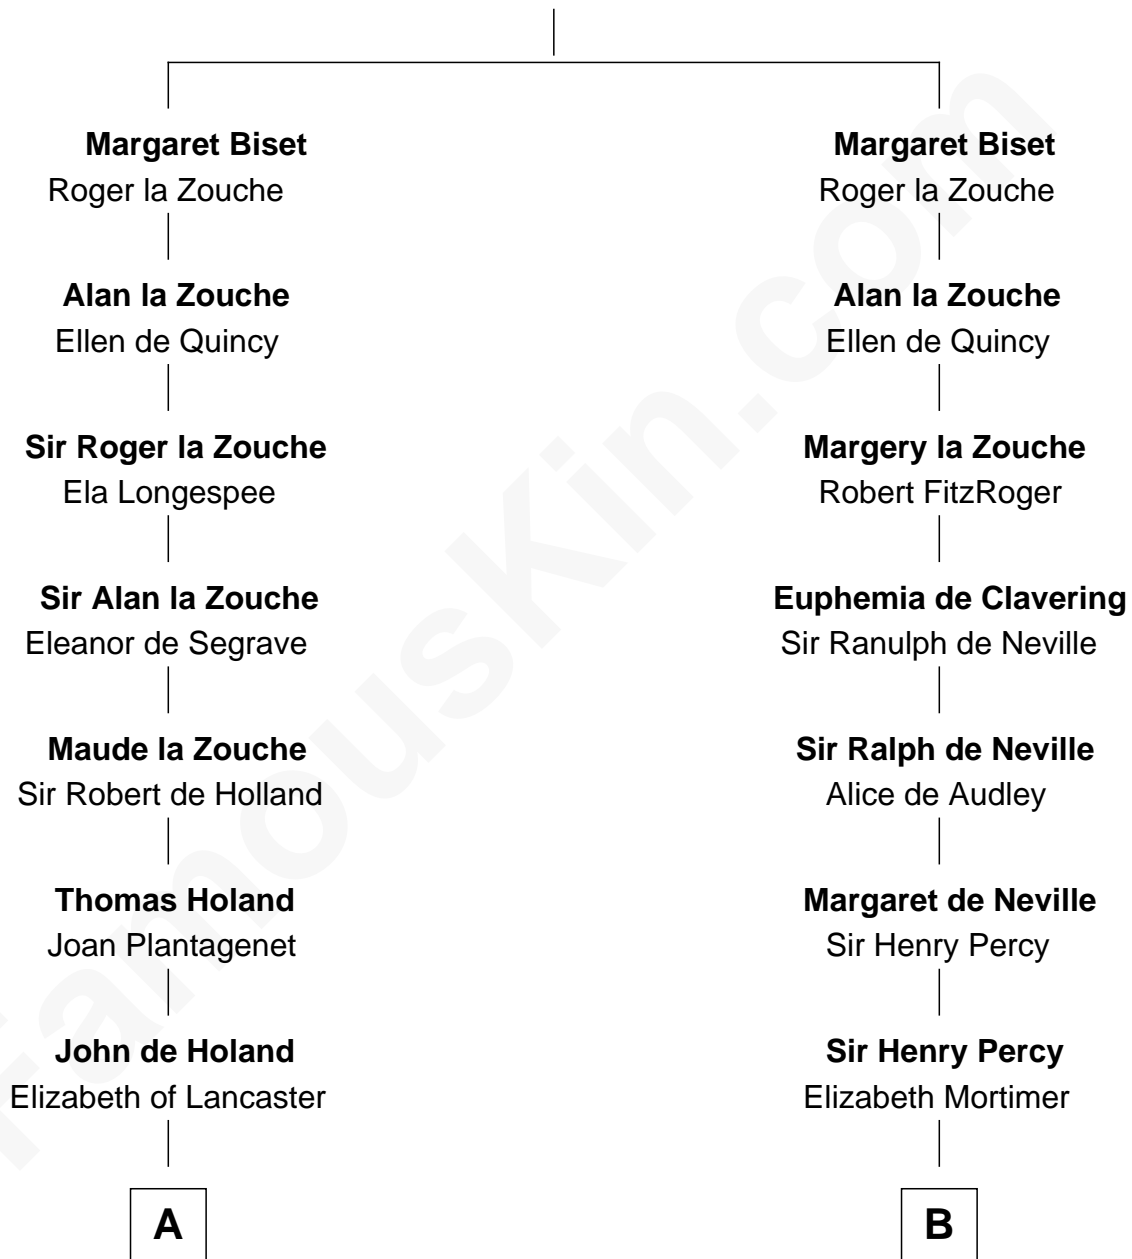 Margaret Biset
Roger la Zouche
Alan la Zouche
Ellen de Quincy
Sir Roger la Zouche
Ela Longespee
Sir Alan la Zouche
Eleanor de Segrave
Maude la Zouche
Sir Robert de Holland
Thomas Holand
Joan Plantagenet
John de Holand
Elizabeth of Lancaster
A
Margaret Biset
Roger la Zouche
Alan la Zouche
Ellen de Quincy
Margery la Zouche
Robert FitzRoger
Euphemia de Clavering
Sir Ranulph de Neville
Sir Ralph de Neville
Alice de Audley
Margaret de Neville
Sir Henry Percy
Sir Henry Percy
Elizabeth Mortimer
B
FamousKin.com